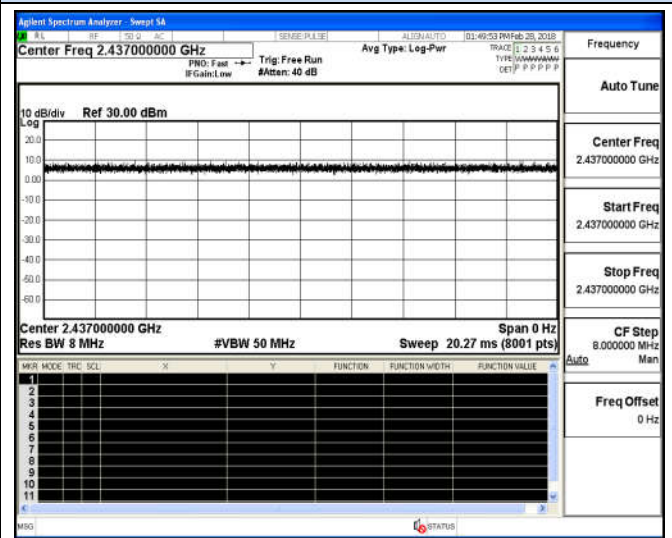 Agilent Spectrum Analyzer - Swept SA
RL RF 50 Ω AC SENSE:PULSE ALIGN AUTO 01:49:53 PM Feb 28, 2018
Center Freq 2.437000000 GHz
PNO: Fast Trig: Free Run Avg Type: Log-Pwr TRACE 1 2 3 4 5 6
IFGain:Low #Atten: 40 dB TYPE
DET P P P P P P
Frequency
Auto Tune
10 dB/div Ref 30.00 dBm
Log
20.0
10.0
0.00
-10.0
-20.0
-30.0
-40.0
-50.0
-60.0
Center 2.437000000 GHz Span 0 Hz
Res BW 8 MHz #VBW 50 MHz Sweep 20.27 ms (8001 pts)
MKR MODE TRC SCL X Y FUNCTION FUNCTION WIDTH FUNCTION VALUE
1
2
3
4
5
6
7
8
9
10
11
Center Freq
2.437000000 GHz
Start Freq
2.437000000 GHz
Stop Freq
2.437000000 GHz
CF Step
8.000000 MHz
Auto Man
Freq Offset
0 Hz
MSG STATUS